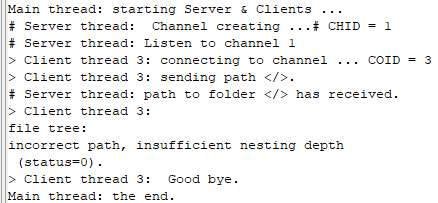 Main thread: starting Server & Clients ...
# Server thread:  Channel creating ...# CHID = 1
# Server thread: Listen to channel 1
> Client thread 3: connecting to channel ... COID = 3
> Client thread 3: sending path </>.
# Server thread: path to folder </> has received.
> Client thread 3:
file tree:
incorrect path, insufficient nesting depth
 (status=0).
> Client thread 3:  Good bye.
Main thread: the end.